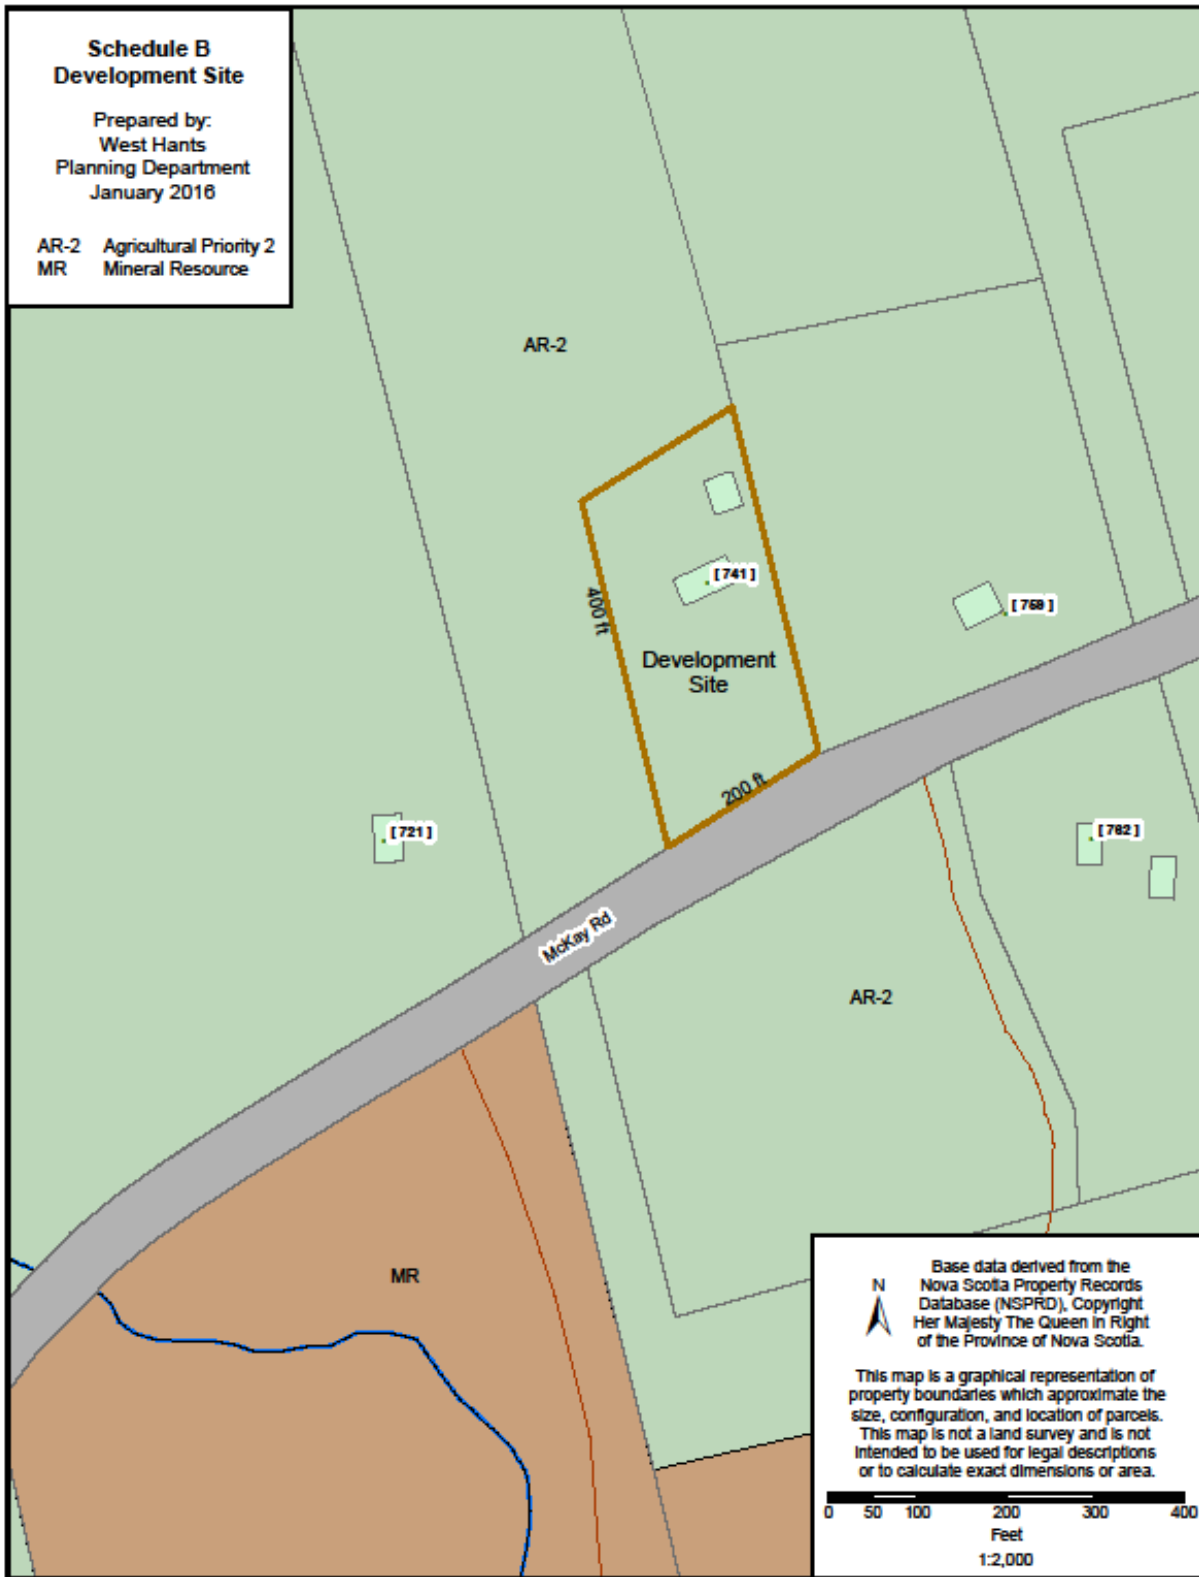 Schedule B
Development Site
Prepared by:
West Hants
Planning Department
January 2016
AR-2 Agricultural Priority 2
MR Mineral Resource
AR-2
[ 741 ]
[ 759 ]
400 ft
Development
Site
200 ft
[ 721 ]
[ 762 ]
McKay Rd
AR-2
MR
N
Base data derived from the
Nova Scotia Property Records
Database (NSPRD), Copyright
Her Majesty The Queen in Right
of the Province of Nova Scotia.
This map is a graphical representation of
property boundaries which approximate the
size, configuration, and location of parcels.
This map is not a land survey and is not
intended to be used for legal descriptions
or to calculate exact dimensions or area.
0 50 100 200 300 400
Feet
1:2,000